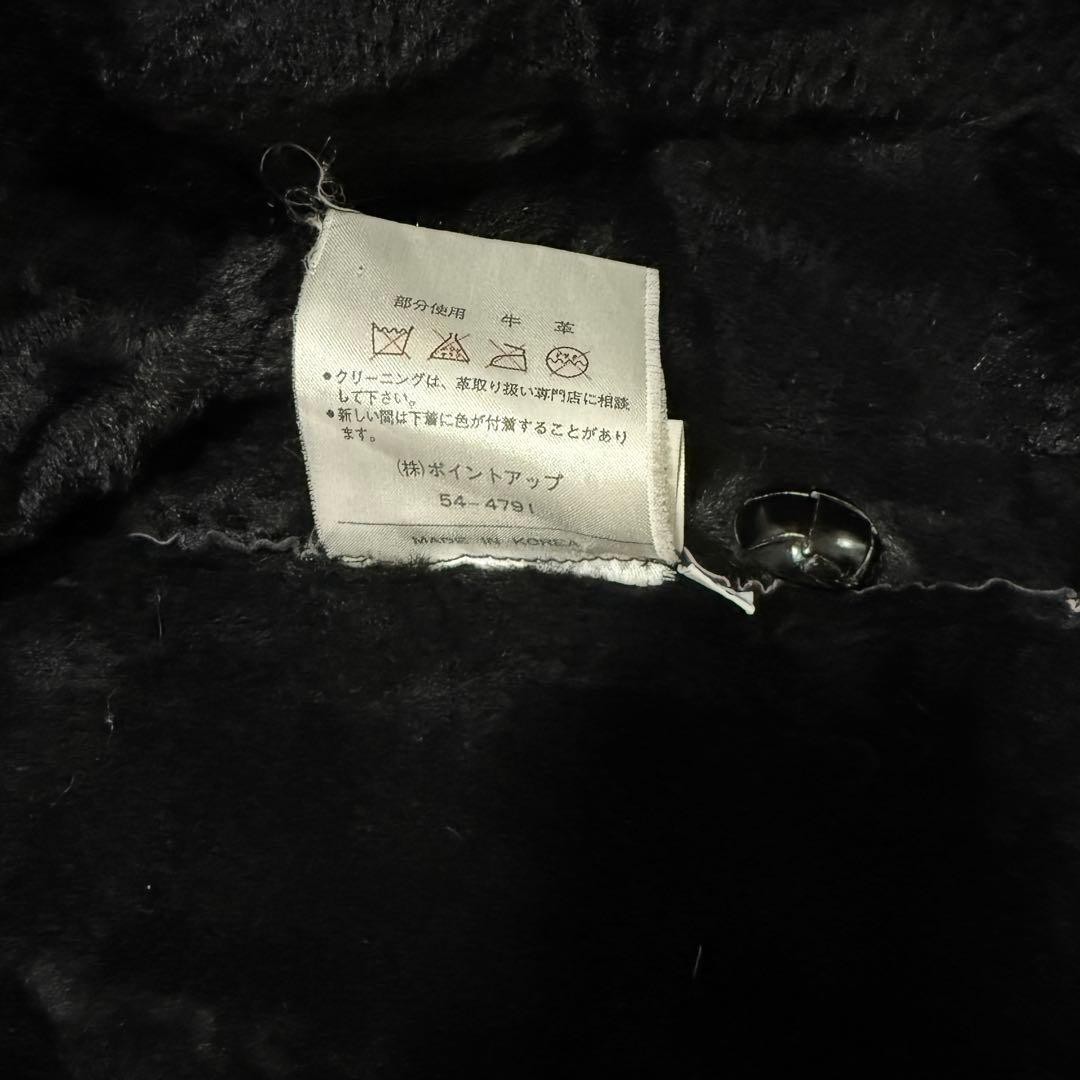 部分使用 牛 革
●クリーニングは、革取り扱い専門店に相談
して下さい。
●新しい間は下着に色が付着することがあり
ます。
(株)ポイントアップ
54-4791
MADE IN KOREA